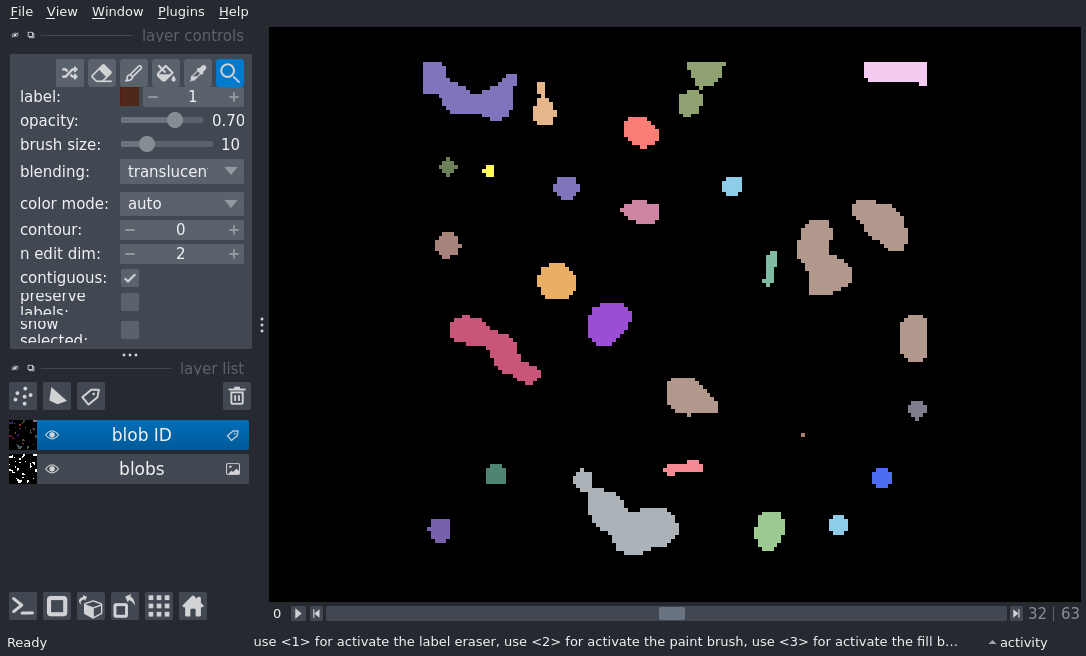 File View Window Plugins Help
layer controls
label: 1
opacity: 0.70
brush size: 10
blending: translucen
color mode: auto
contour: 0
n edit dim: 2
contiguous:
preserve
labels:
show
selected:
layer list
blob ID
blobs
0 32 | 63
Ready use <1> for activate the label eraser, use <2> for activate the paint brush, use <3> for activate the fill b... activity